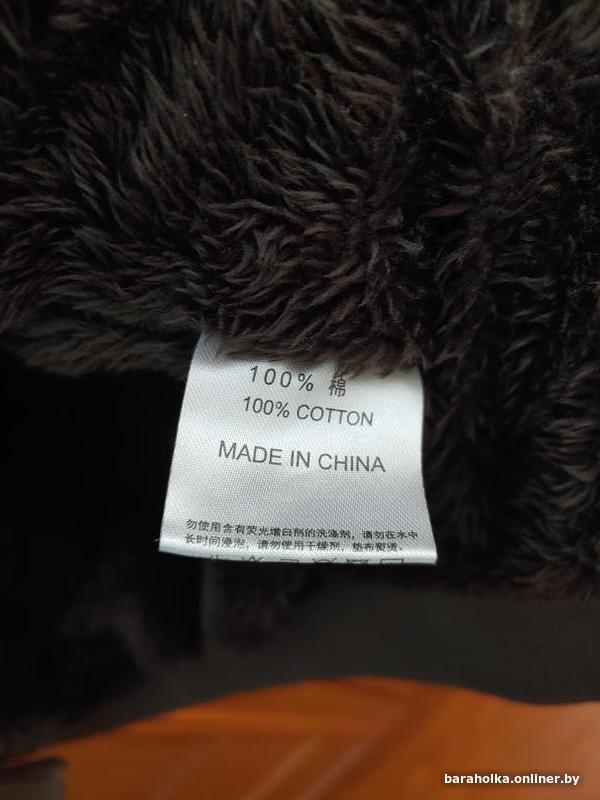 100% 棉
100% COTTON
MADE IN CHINA
勿使用含有荧光增白剂的洗涤剂，请勿在水中
长时间浸泡，请勿使用干燥剂，垫布熨烫。
baraholka.onliner.by